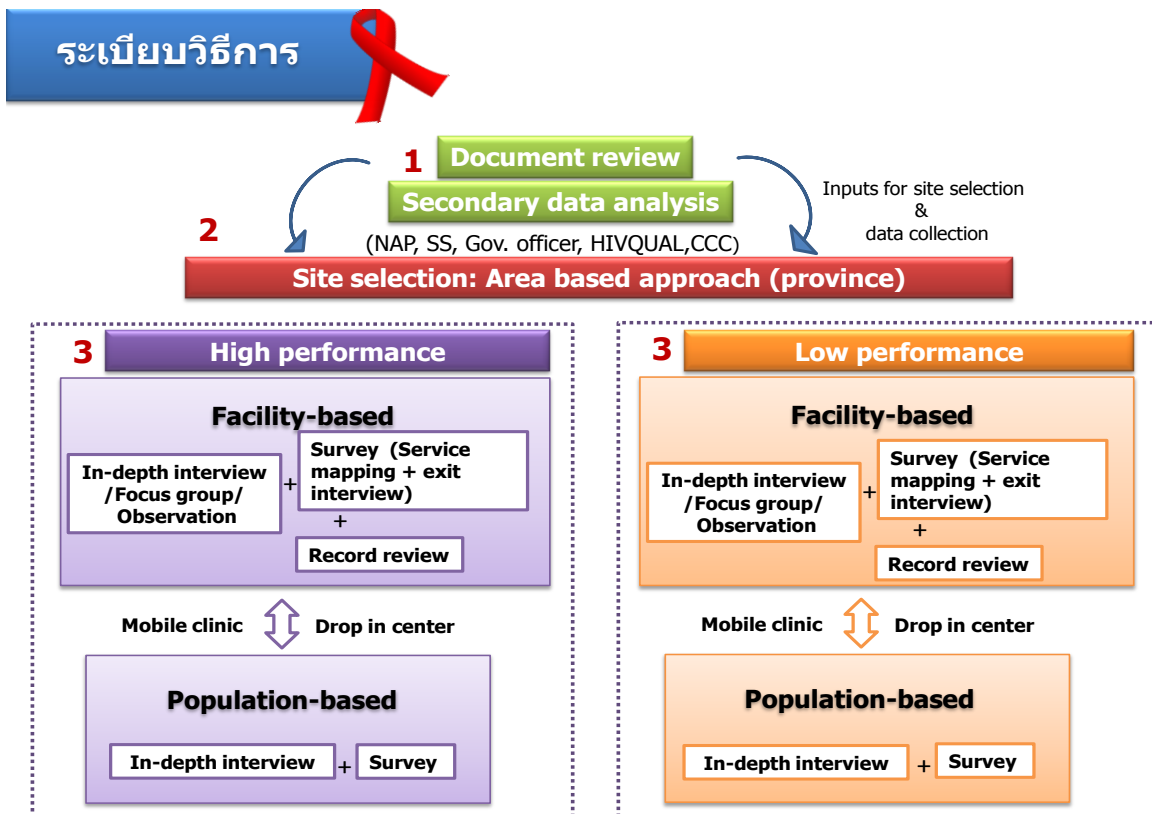 ระเบียบวิธีการ
1
Document review
Secondary data analysis
(NAP, SS, Gov. officer, HIVQUAL,CCC)
Inputs for site selection
&
data collection
2
Site selection: Area based approach (province)
3
High performance
Facility-based
In-depth interview
/Focus group/
Observation
+
Survey (Service
mapping + exit
interview)
+
Record review
Mobile clinic
Drop in center
Population-based
In-depth interview
+
Survey
3
Low performance
Facility-based
In-depth interview
/Focus group/
Observation
+
Survey (Service
mapping + exit
interview)
+
Record review
Mobile clinic
Drop in center
Population-based
In-depth interview
+
Survey